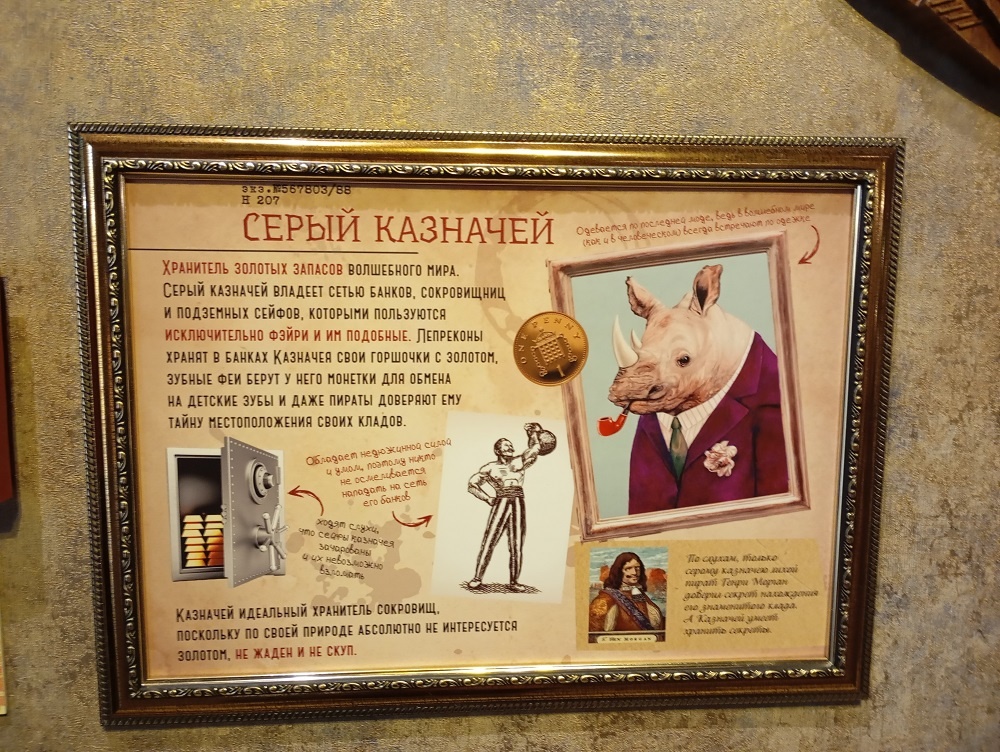 экз.№567803/88
Н 207
СЕРЫЙ КАЗНАЧЕЙ
Одевается по последней моде, ведь в волшебном мире
(как и в человеческом) всегда встречают по одежке
ХРАНИТЕЛЬ ЗОЛОТЫХ ЗАПАСОВ ВОЛШЕБНОГО МИРА.
СЕРЫЙ КАЗНАЧЕЙ ВЛАДЕЕТ СЕТЬЮ БАНКОВ, СОКРОВИЩНИЦ
И ПОДЗЕМНЫХ СЕЙФОВ, КОТОРЫМИ ПОЛЬЗУЮТСЯ
ИСКЛЮЧИТЕЛЬНО ФЭЙРИ И ИМ ПОДОБНЫЕ. ЛЕПРЕКОНЫ
ХРАНЯТ В БАНКАХ КАЗНАЧЕЯ СВОИ ГОРШОЧКИ С ЗОЛОТОМ,
ЗУБНЫЕ ФЕИ БЕРУТ У НЕГО МОНЕТКИ ДЛЯ ОБМЕНА
НА ДЕТСКИЕ ЗУБЫ И ДАЖЕ ПИРАТЫ ДОВЕРЯЮТ ЕМУ
ТАЙНУ МЕСТОПОЛОЖЕНИЯ СВОИХ КЛАДОВ.
ONE PENNY
Обладает недюжинной силой
и умом, поэтому никто
не осмеливается
нападать на сеть
его банков
ходят слухи,
что сейфы казначея
зачарованы
и их невозможно
взломать
КАЗНАЧЕЙ ИДЕАЛЬНЫЙ ХРАНИТЕЛЬ СОКРОВИЩ,
ПОСКОЛЬКУ ПО СВОЕЙ ПРИРОДЕ АБСОЛЮТНО НЕ ИНТЕРЕСУЕТСЯ
ЗОЛОТОМ, НЕ ЖАДЕН И НЕ СКУП.
По слухам, только
серому казначею лихой
пират Генри Морган
доверил секрет нахождения
его знаменитого клада.
А Казначей умеет
хранить секреты.
MORGAN